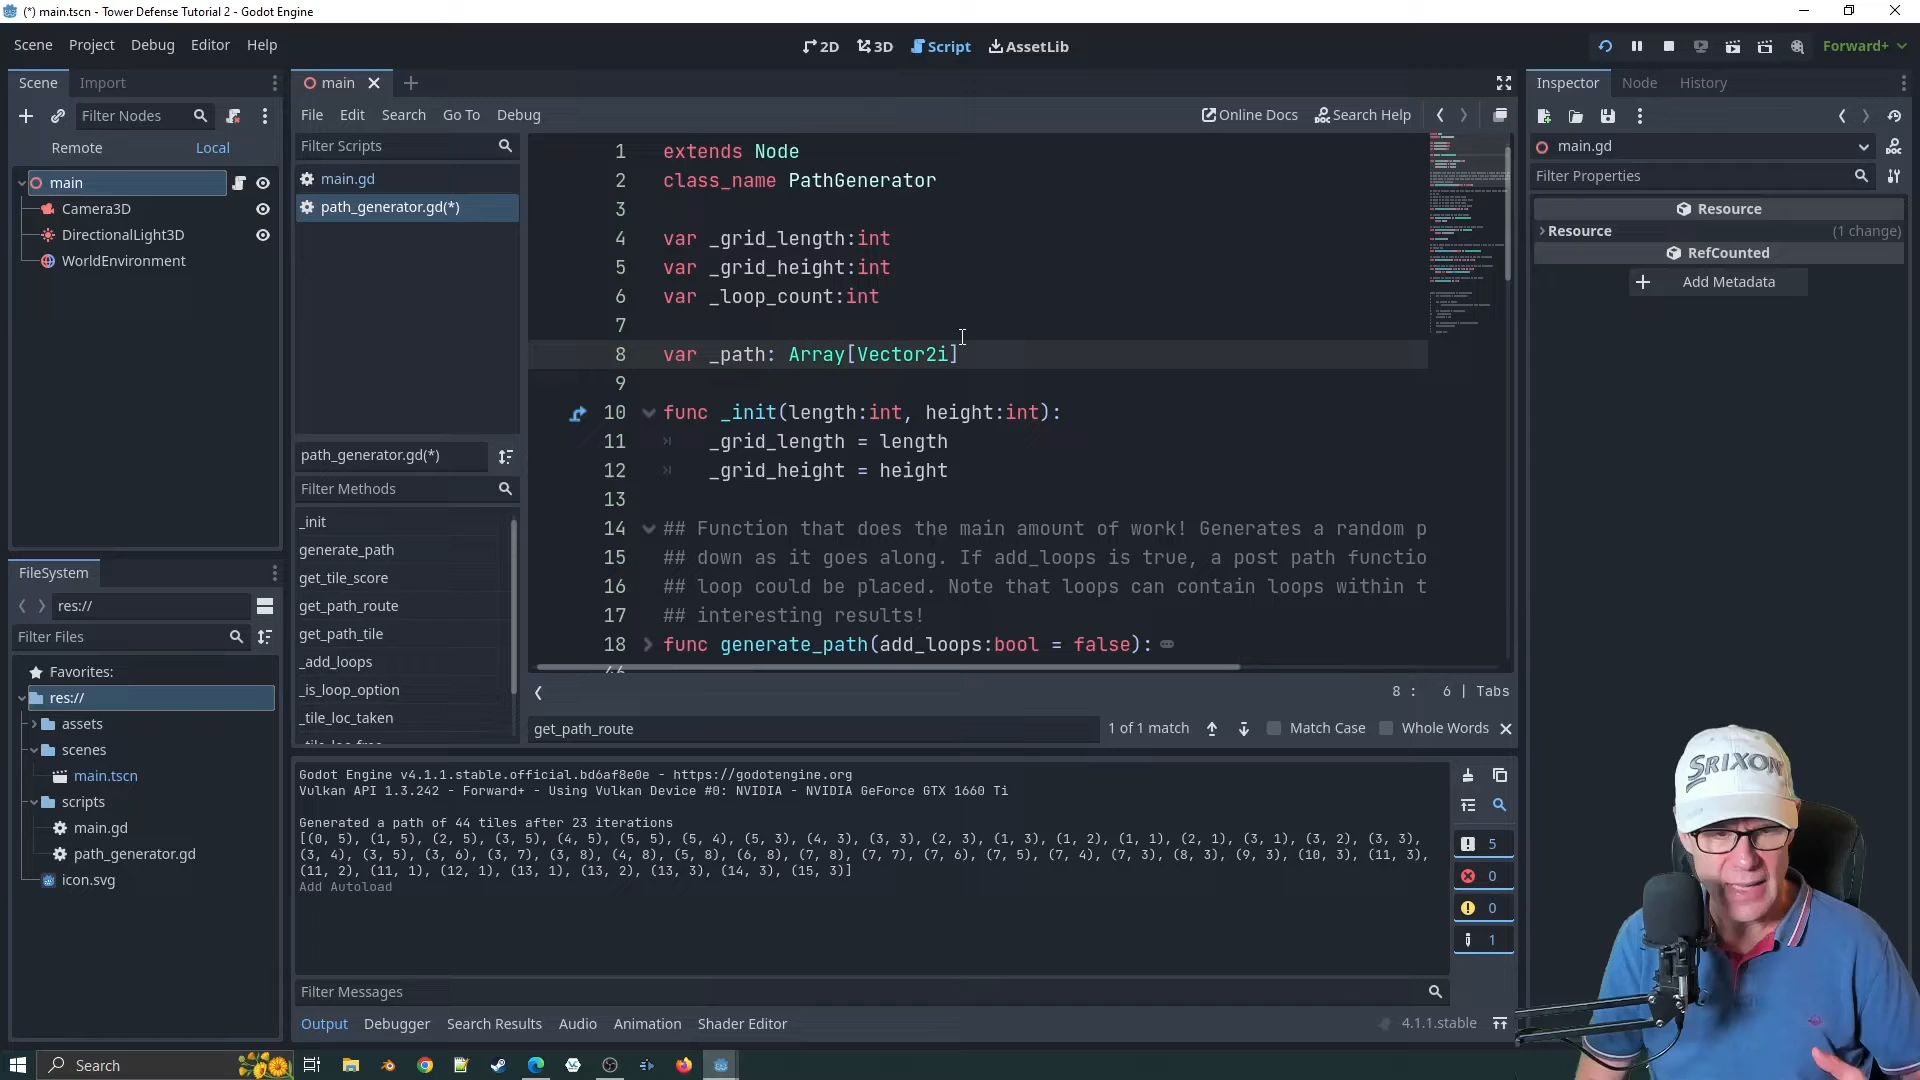 (*) main.tscn - Tower Defense Tutorial 2 - Godot Engine
Scene Project Debug Editor Help
2D 3D Script AssetLib
Forward+
Scene Import
main
Inspector Node History
Filter Nodes
File Edit Search Go To Debug
Online Docs Search Help
Remote Local
Filter Scripts
main.gd
path_generator.gd(*)
main.gd
Filter Properties
Resource
Resource (1 change)
RefCounted
Add Metadata
main
Camera3D
DirectionalLight3D
WorldEnvironment
1 extends Node
2 class_name PathGenerator
3
4 var _grid_length:int
5 var _grid_height:int
6 var _loop_count:int
7
8 var _path: Array[Vector2i]
9
10 func _init(length:int, height:int):
11 _grid_length = length
12 _grid_height = height
13
14 ## Function that does the main amount of work! Generates a random p
15 ## down as it goes along. If add_loops is true, a post path functio
16 ## loop could be placed. Note that loops can contain loops within t
17 ## interesting results!
18 func generate_path(add_loops:bool = false):
path_generator.gd(*)
Filter Methods
_init
generate_path
get_tile_score
get_path_route
get_path_tile
_add_loops
_is_loop_option
_tile_loc_taken
8 : 6 | Tabs
get_path_route
1 of 1 match Match Case Whole Words
FileSystem
res://
Filter Files
Favorites:
res://
assets
scenes
main.tscn
scripts
main.gd
path_generator.gd
icon.svg
Godot Engine v4.1.1.stable.official.bd6af8e0e - https://godotengine.org
Vulkan API 1.3.242 - Forward+ - Using Vulkan Device #0: NVIDIA - NVIDIA GeForce GTX 1660 Ti
Generated a path of 44 tiles after 23 iterations
[(0, 5), (1, 5), (2, 5), (3, 5), (4, 5), (5, 5), (5, 4), (5, 3), (4, 3), (3, 3), (2, 3), (1, 3), (1, 2), (1, 1), (2, 1), (3, 1), (3, 2), (3, 3),
(3, 4), (3, 5), (3, 6), (3, 7), (3, 8), (4, 8), (5, 8), (6, 8), (7, 8), (7, 7), (7, 6), (7, 5), (7, 4), (7, 3), (8, 3), (9, 3), (10, 3), (11, 3),
(11, 2), (11, 1), (12, 1), (13, 1), (13, 2), (13, 3), (14, 3), (15, 3)]
Add Autoload
5
0
0
1
Filter Messages
Output Debugger Search Results Audio Animation Shader Editor
4.1.1.stable
SRIXON
Search